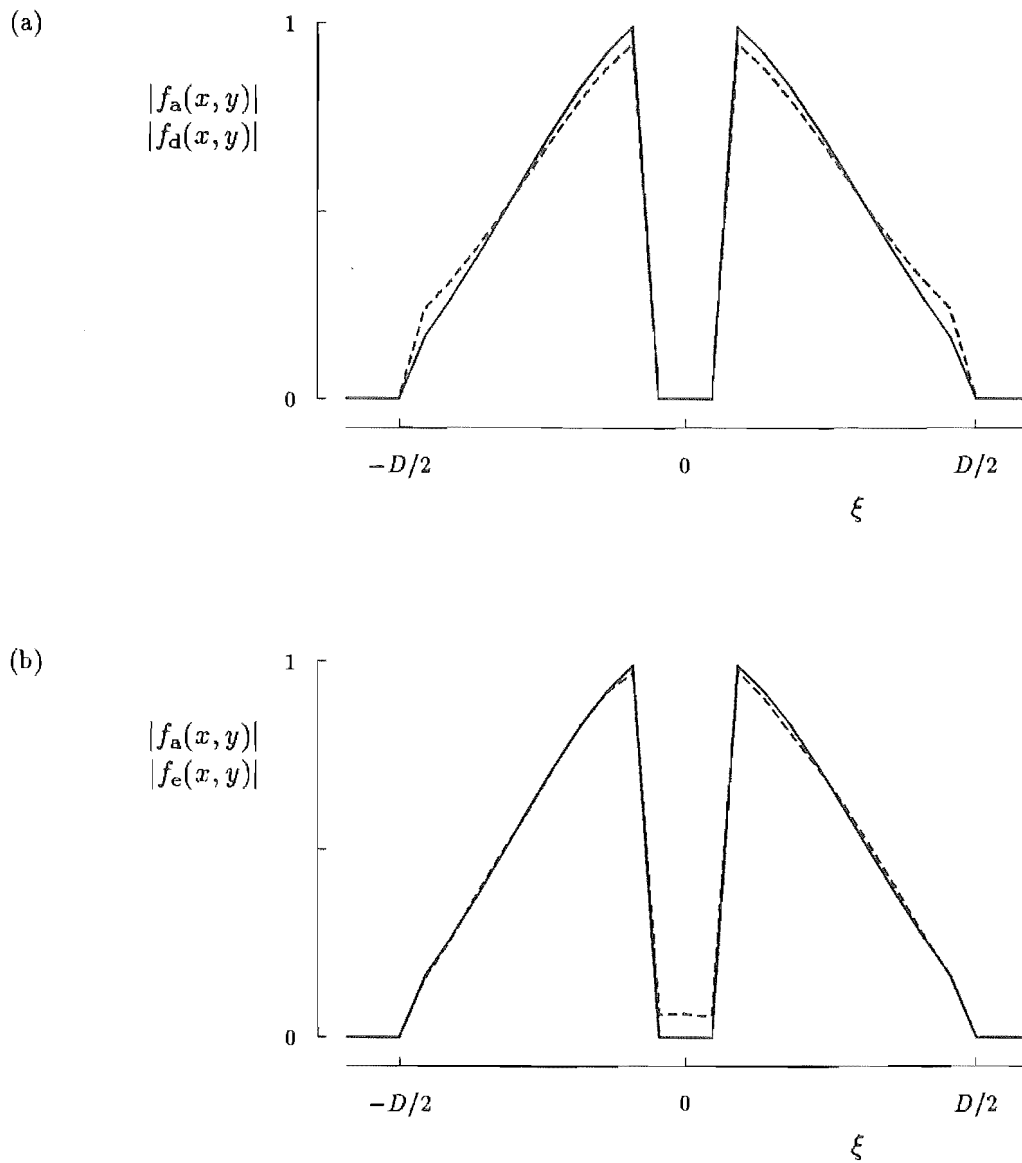 (a)
1
|f_a(x, y)|
|f_d(x, y)|
0
−D/2
0
D/2
ξ
(b)
1
|f_a(x, y)|
|f_e(x, y)|
0
−D/2
0
D/2
ξ